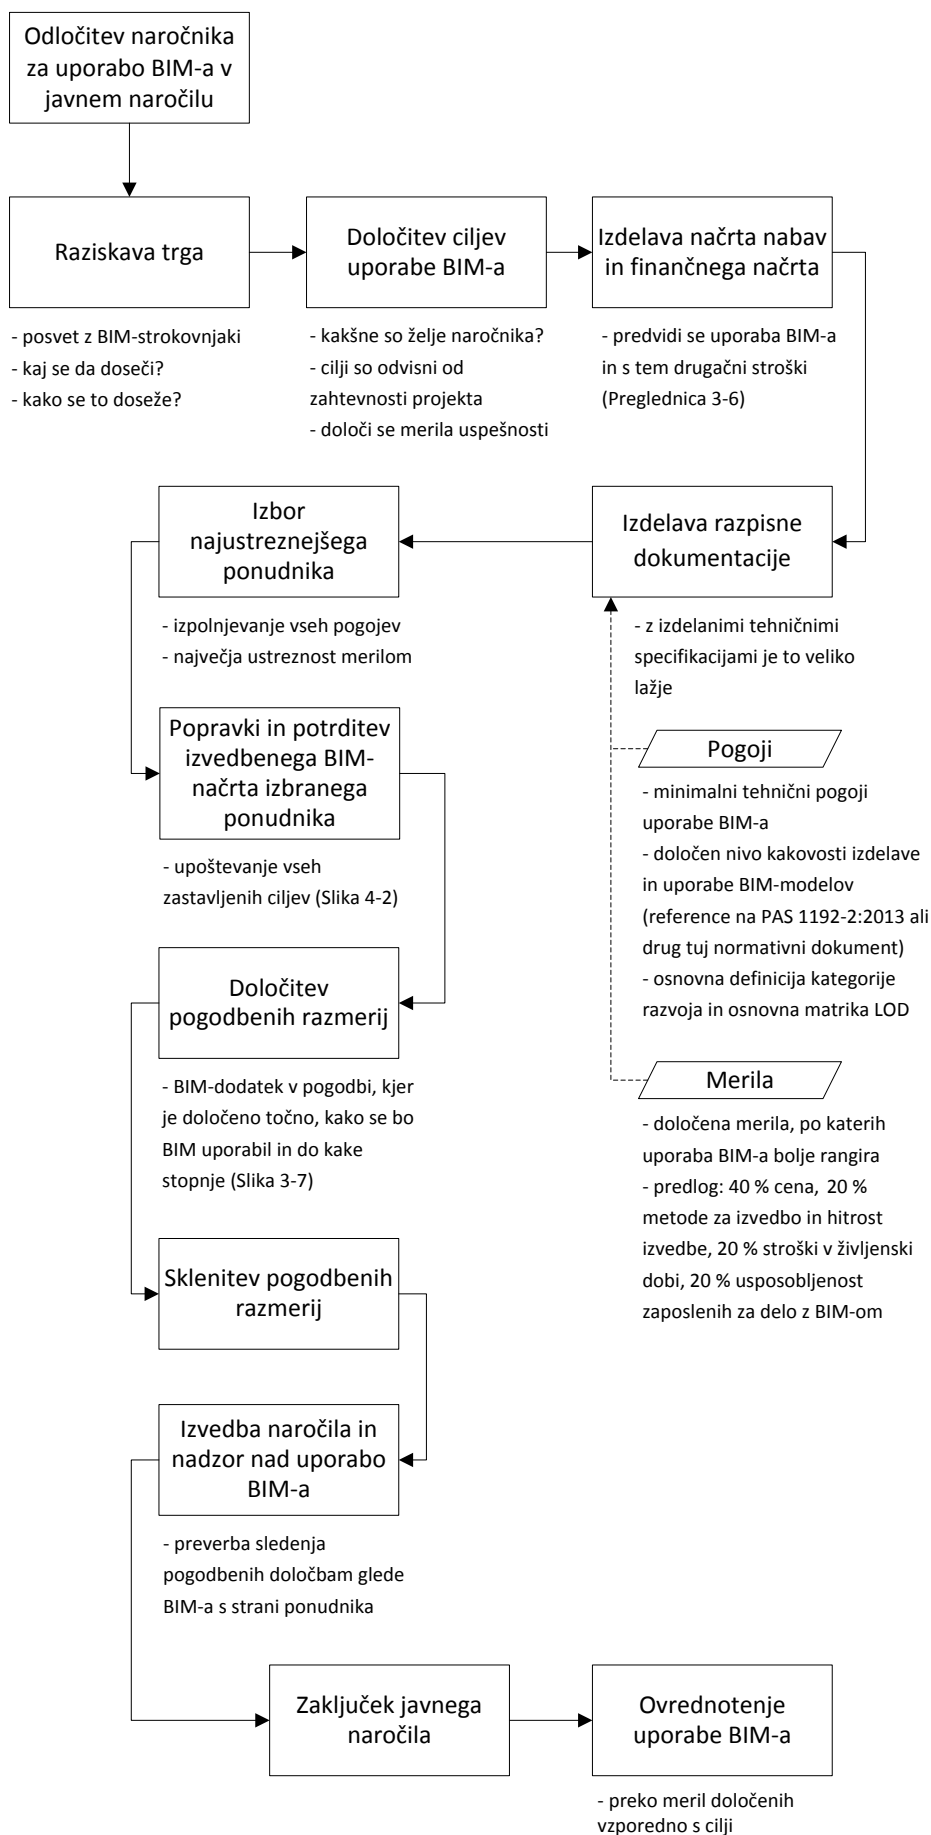 Odločitev naročnika
za uporabo BIM-a v
javnem naročilu
Raziskava trga
- posvet z BIM-strokovnjaki
- kaj se da doseči?
- kako se to doseže?
Določitev ciljev
uporabe BIM-a
- kakšne so želje naročnika?
- cilji so odvisni od
zahtevnosti projekta
- določi se merila uspešnosti
Izdelava načrta nabav
in finančnega načrta
- predvidi se uporaba BIM-a
in s tem drugačni stroški
(Preglednica 3-6)
Izdelava razpisne
dokumentacije
- z izdelanimi tehničnimi
specifikacijami je to veliko
lažje
Pogoji
- minimalni tehnični pogoji
uporabe BIM-a
- določen nivo kakovosti izdelave
in uporabe BIM-modelov
(reference na PAS 1192-2:2013 ali
drug tuj normativni dokument)
- osnovna definicija kategorije
razvoja in osnovna matrika LOD
Merila
- določena merila, po katerih
uporaba BIM-a bolje rangira
- predlog: 40 % cena, 20 %
metode za izvedbo in hitrost
izvedbe, 20 % stroški v življenski
dobi, 20 % usposobljenost
zaposlenih za delo z BIM-om
Izbor
najustreznejšega
ponudnika
- izpolnjevanje vseh pogojev
- največja ustreznost merilom
Popravki in potrditev
izvedbenega BIM-
načrta izbranega
ponudnika
- upoštevanje vseh
zastavljenih ciljev (Slika 4-2)
Določitev
pogodbenih razmerij
- BIM-dodatek v pogodbi, kjer
je določeno točno, kako se bo
BIM uporabil in do kake
stopnje (Slika 3-7)
Sklenitev pogodbenih
razmerij
Izvedba naročila in
nadzor nad uporabo
BIM-a
- preverba sledenja
pogodbenih določbam glede
BIM-a s strani ponudnika
Zaključek javnega
naročila
Ovrednotenje
uporabe BIM-a
- preko meril določenih
vzporedno s cilji